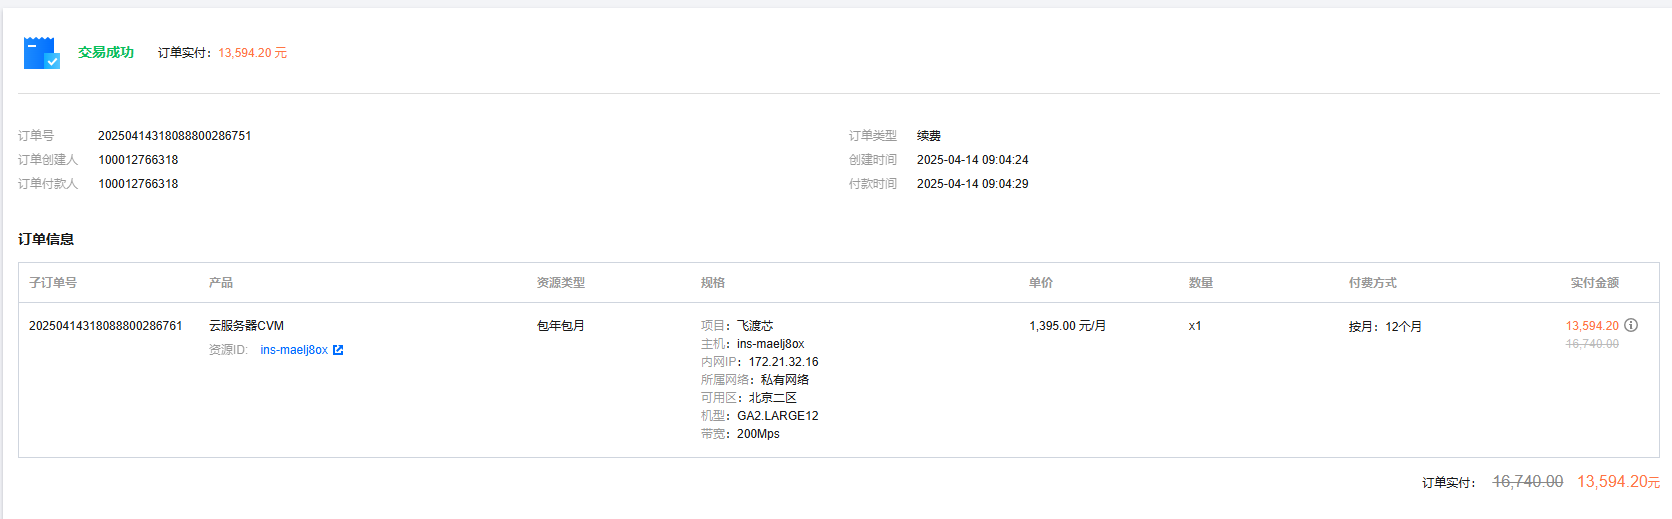 交易成功 订单实付：13,594.20 元
订单号 20250414318088800286751 订单类型 续费
订单创建人 100012766318 创建时间 2025-04-14 09:04:24
订单付款人 100012766318 付款时间 2025-04-14 09:04:29
订单信息
子订单号 产品 资源类型 规格 单价 数量 付费方式 实付金额
20250414318088800286761 云服务器CVM 包年包月 项目：飞渡芯 1,395.00 元/月 x1 按月：12个月 13,594.20
主机：ins-maelj8ox 16,740.00
资源ID: ins-maelj8ox
内网IP：172.21.32.16
所属网络：私有网络
可用区：北京二区
机型：GA2.LARGE12
带宽：200Mps
订单实付： 16,740.00 13,594.20元